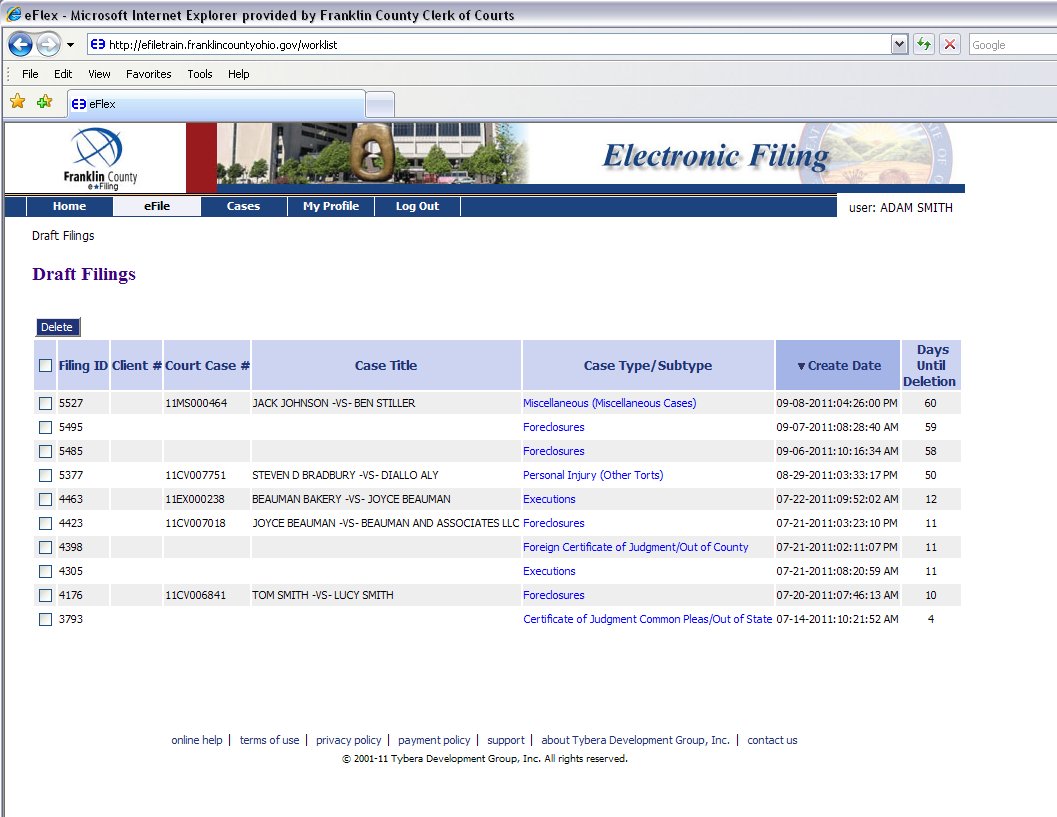 eFlex - Microsoft Internet Explorer provided by Franklin County Clerk of Courts
http://efiletrain.franklincountyohio.gov/worklist
Google
File Edit View Favorites Tools Help
eFlex
Franklin County
e★Filing
Electronic Filing
Home eFile Cases My Profile Log Out
user: ADAM SMITH
Draft Filings
Draft Filings
Delete
Filing ID Client # Court Case # Case Title Case Type/Subtype ▼ Create Date Days Until Deletion
5527 11MS000464 JACK JOHNSON -VS- BEN STILLER Miscellaneous (Miscellaneous Cases) 09-08-2011:04:26:00 PM 60
5495 Foreclosures 09-07-2011:08:28:40 AM 59
5485 Foreclosures 09-06-2011:10:16:34 AM 58
5377 11CV007751 STEVEN D BRADBURY -VS- DIALLO ALY Personal Injury (Other Torts) 08-29-2011:03:33:17 PM 50
4463 11EX000238 BEAUMAN BAKERY -VS- JOYCE BEAUMAN Executions 07-22-2011:09:52:02 AM 12
4423 11CV007018 JOYCE BEAUMAN -VS- BEAUMAN AND ASSOCIATES LLC Foreclosures 07-21-2011:03:23:10 PM 11
4398 Foreign Certificate of Judgment/Out of County 07-21-2011:02:11:07 PM 11
4305 Executions 07-21-2011:08:20:59 AM 11
4176 11CV006841 TOM SMITH -VS- LUCY SMITH Foreclosures 07-20-2011:07:46:13 AM 10
3793 Certificate of Judgment Common Pleas/Out of State 07-14-2011:10:21:52 AM 4
online help | terms of use | privacy policy | payment policy | support | about Tybera Development Group, Inc. | contact us
© 2001-11 Tybera Development Group, Inc. All rights reserved.